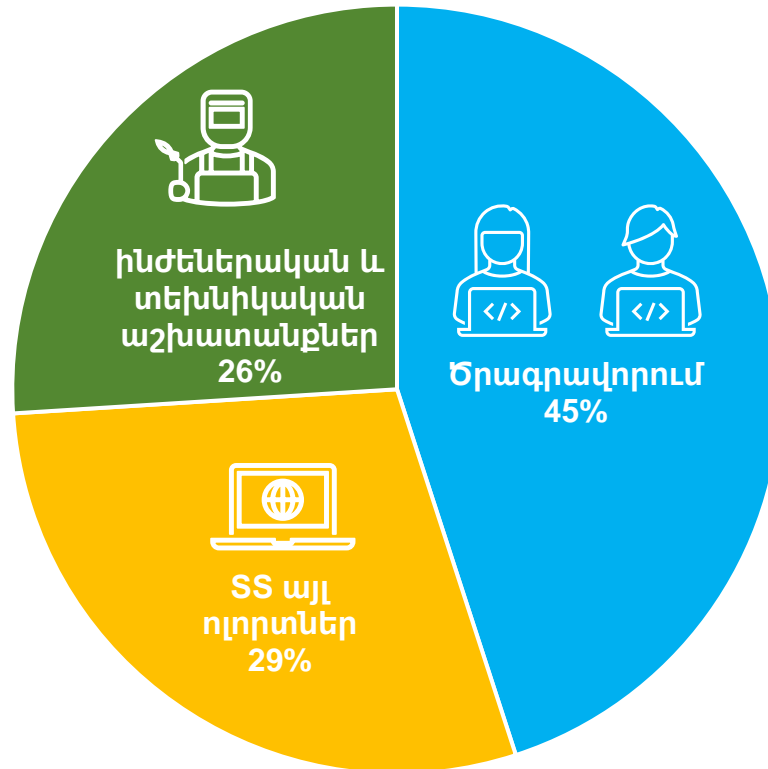 ինժեներական և
տեխնիկական
աշխատանքներ
26%
</>
</>
Ծրագրավորում
45%
ՏՏ այլ
ոլորտներ
29%